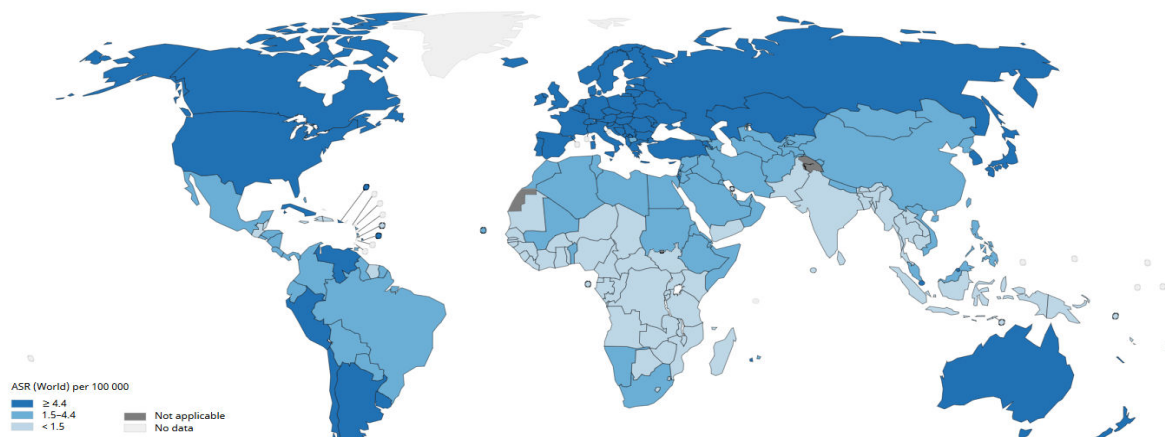 ASR (World) per 100 000
≥ 4.4
1.5–4.4
< 1.5
Not applicable
No data